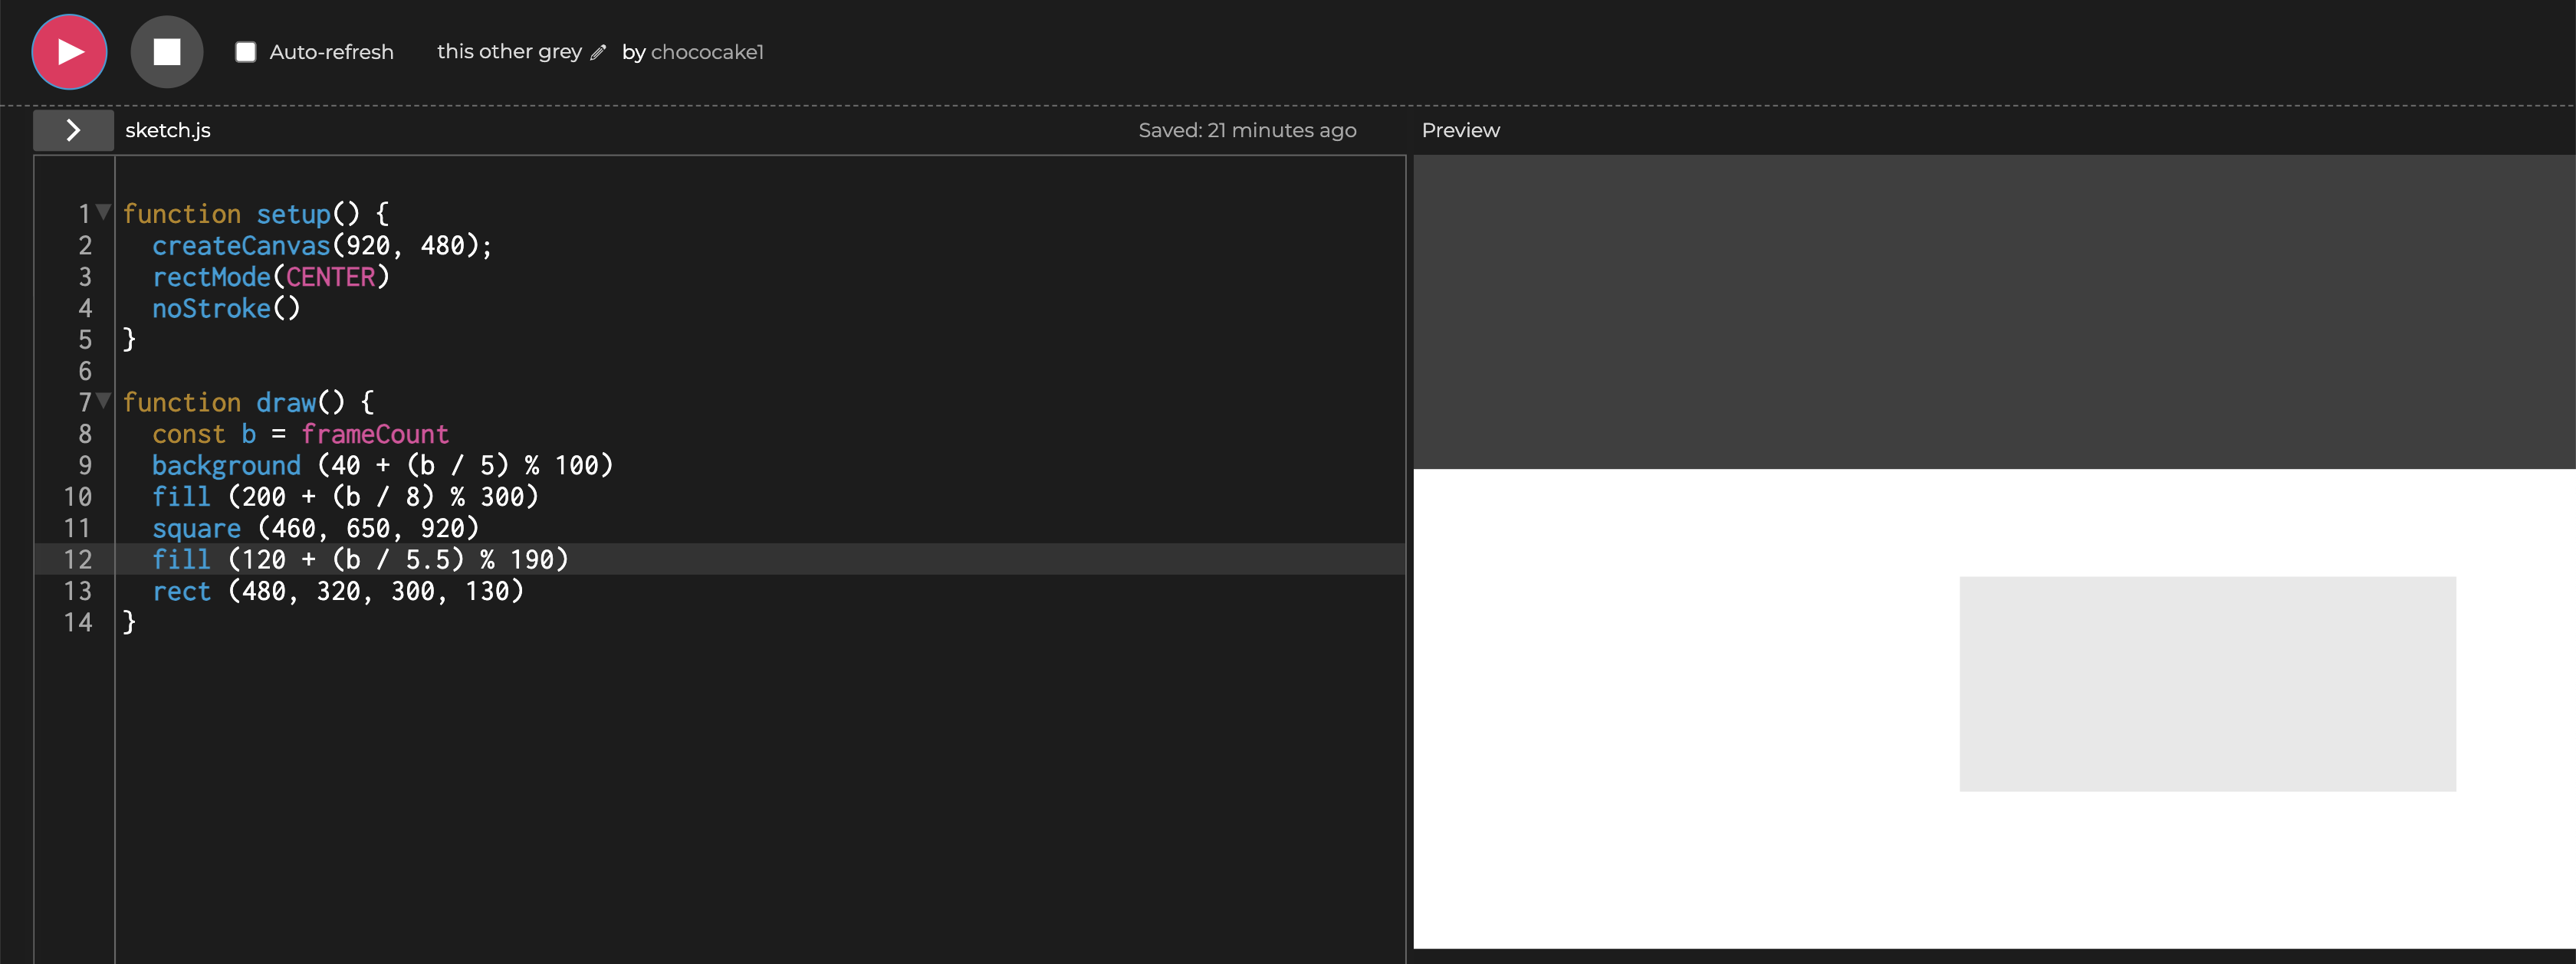 Auto-refresh this other grey by chococake1
sketch.js Saved: 21 minutes ago Preview
1 function setup() {
2 createCanvas(920, 480);
3 rectMode(CENTER)
4 noStroke()
5 }
6
7 function draw() {
8 const b = frameCount
9 background (40 + (b / 5) % 100)
10 fill (200 + (b / 8) % 300)
11 square (460, 650, 920)
12 fill (120 + (b / 5.5) % 190)
13 rect (480, 320, 300, 130)
14 }